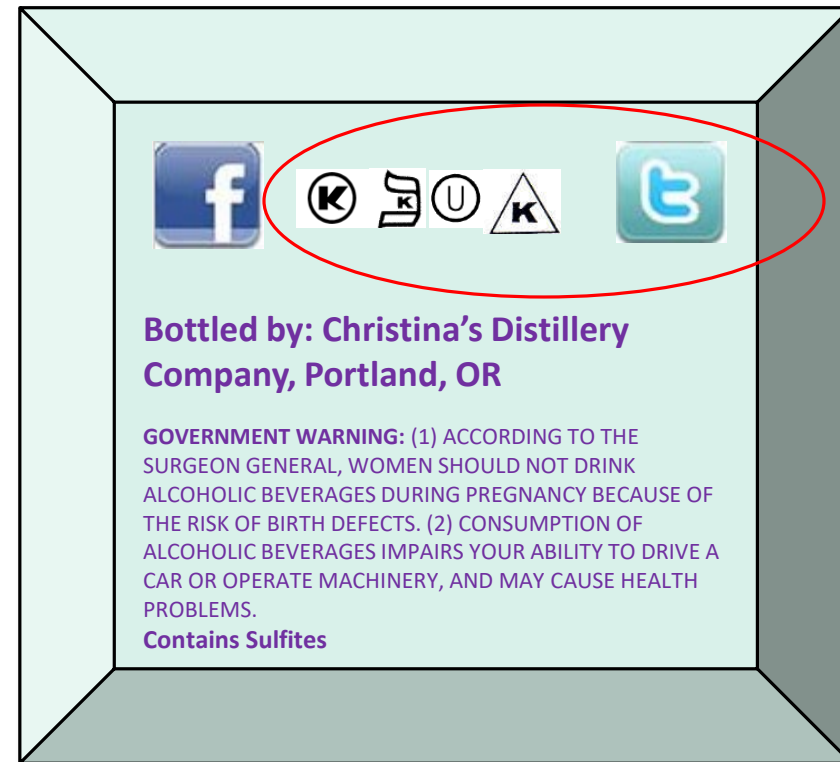 f K K U K t
Bottled by: Christina’s Distillery
Company, Portland, OR
GOVERNMENT WARNING: (1) ACCORDING TO THE
SURGEON GENERAL, WOMEN SHOULD NOT DRINK
ALCOHOLIC BEVERAGES DURING PREGNANCY BECAUSE OF
THE RISK OF BIRTH DEFECTS. (2) CONSUMPTION OF
ALCOHOLIC BEVERAGES IMPAIRS YOUR ABILITY TO DRIVE A
CAR OR OPERATE MACHINERY, AND MAY CAUSE HEALTH
PROBLEMS.
Contains Sulfites